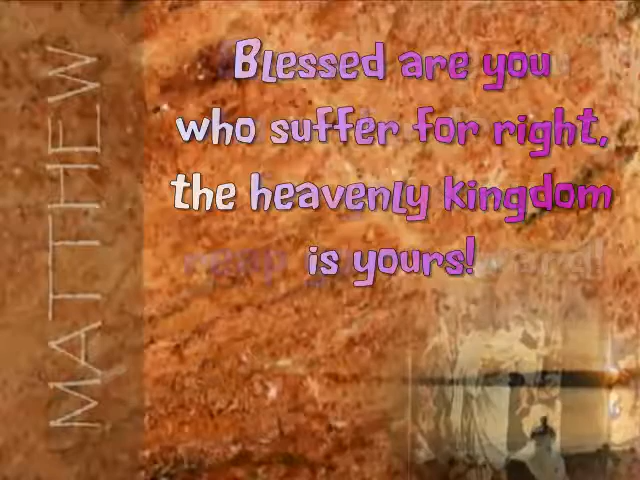 MATTHEW
Blessed are you
who suffer for right,
the heavenly kingdom
is yours!